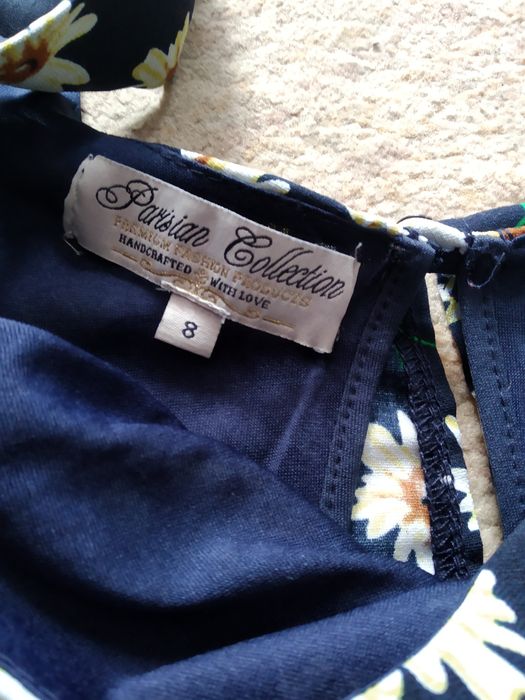 Parisian Collection
PREMIUM FASHION PRODUCTS
HANDCRAFTED WITH LOVE
8